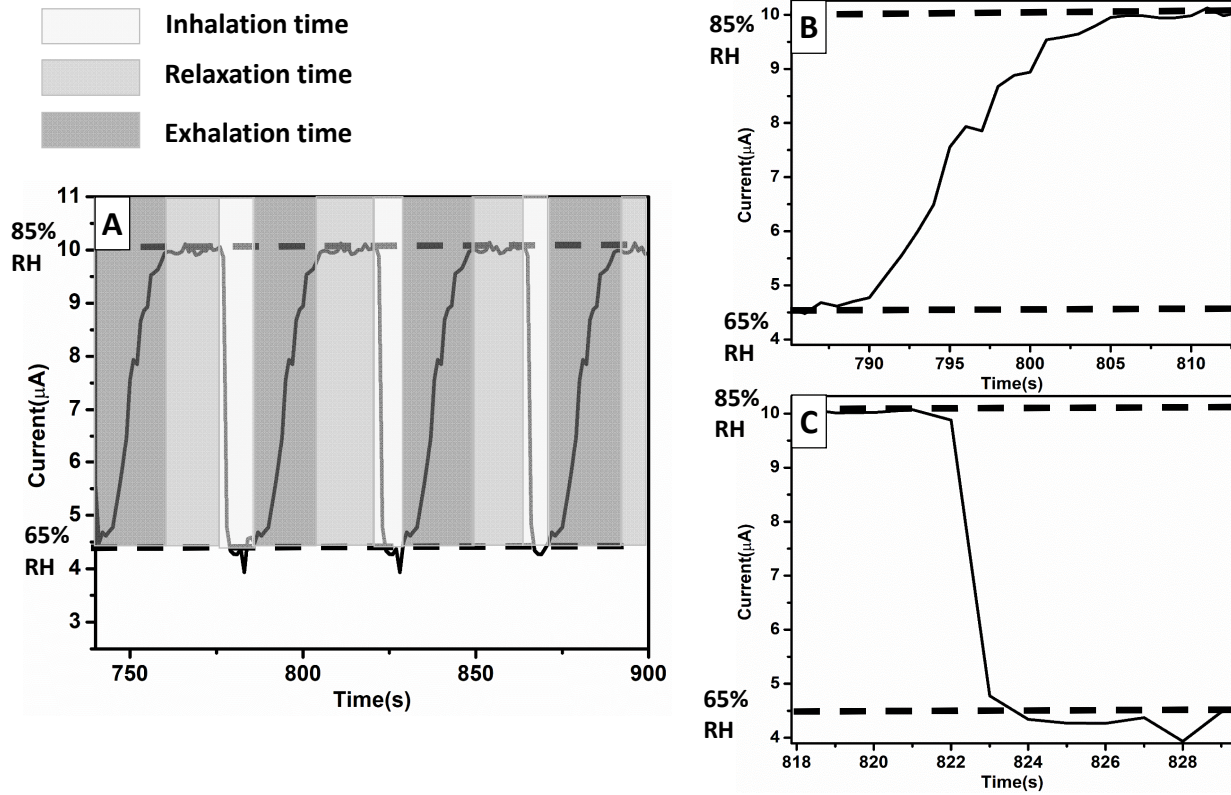 Inhalation time
Relaxation time
Exhalation time
A
85%
RH
65%
RH
11
10
9
8
7
6
5
4
3
Current(μA)
750
800
850
900
Time(s)
B
85%
RH
65%
RH
10
9
8
7
6
5
4
Current(μA)
790
795
800
805
810
Time(s)
C
85%
RH
65%
RH
10
9
8
7
6
5
4
Current(μA)
818
820
822
824
826
828
Time(s)